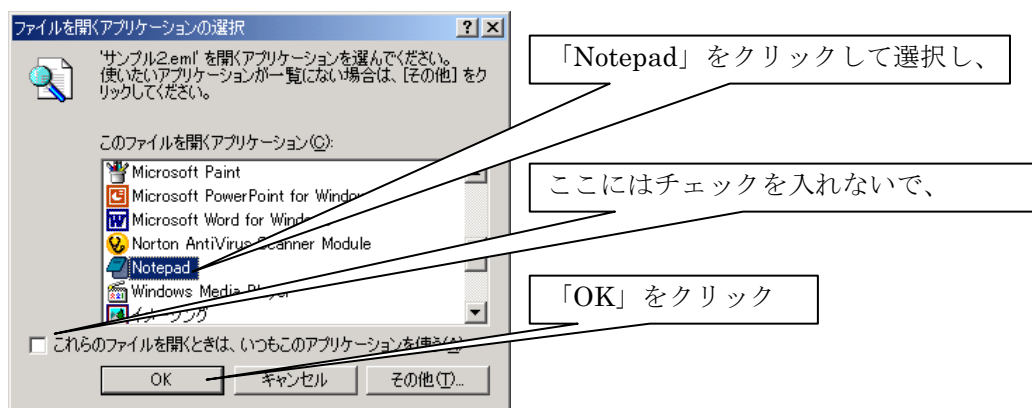 ファイルを開くアプリケーションの選択
'サンプル2.eml' を開くアプリケーションを選んでください。
使いたいアプリケーションが一覧にない場合は、[その他] をク
リックしてください。
このファイルを開くアプリケーション(C):
Microsoft Paint
Microsoft PowerPoint for Window
Microsoft Word for Windows
Norton AntiVirus Scanner Module
Notepad
Windows Media Player
イメージング
これらのファイルを開くときは、いつもこのアプリケーションを使う(A)
OK
キャンセル
その他(T)...
「Notepad」をクリックして選択し、
ここにはチェックを入れないで、
「OK」をクリック